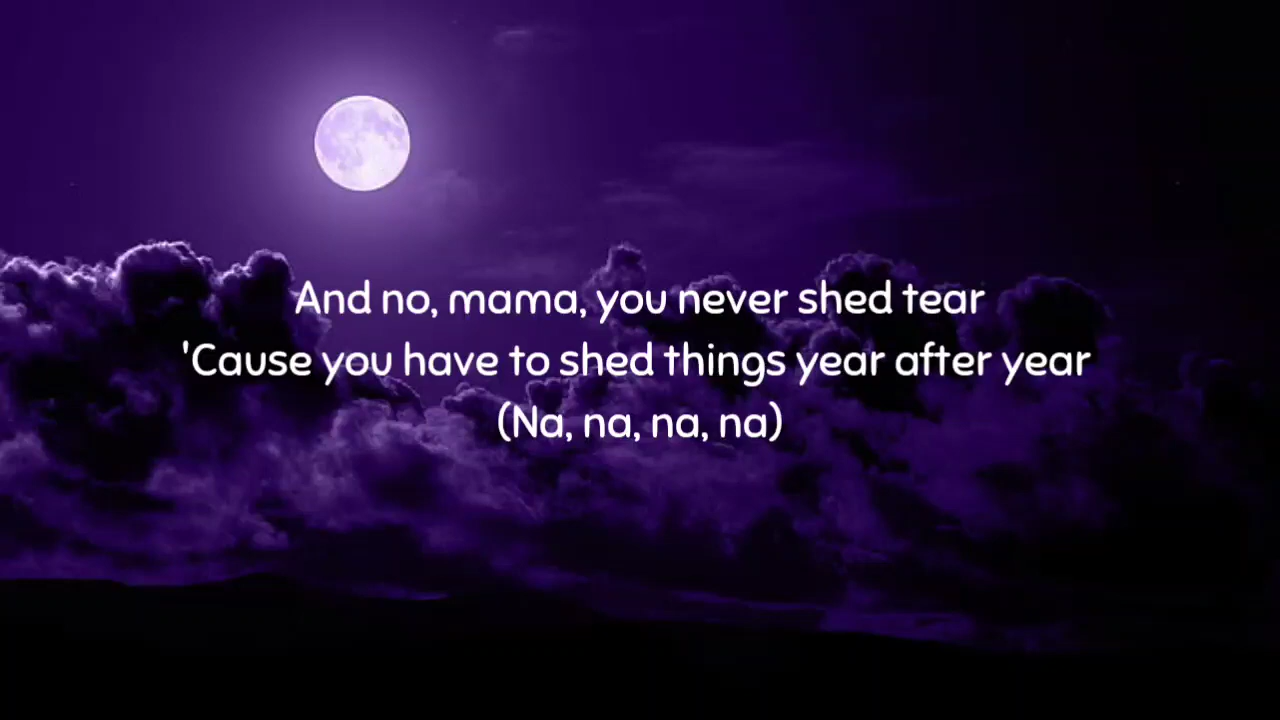 And no, mama, you never shed tear
'Cause you have to shed things year after year
(Na, na, na, na)